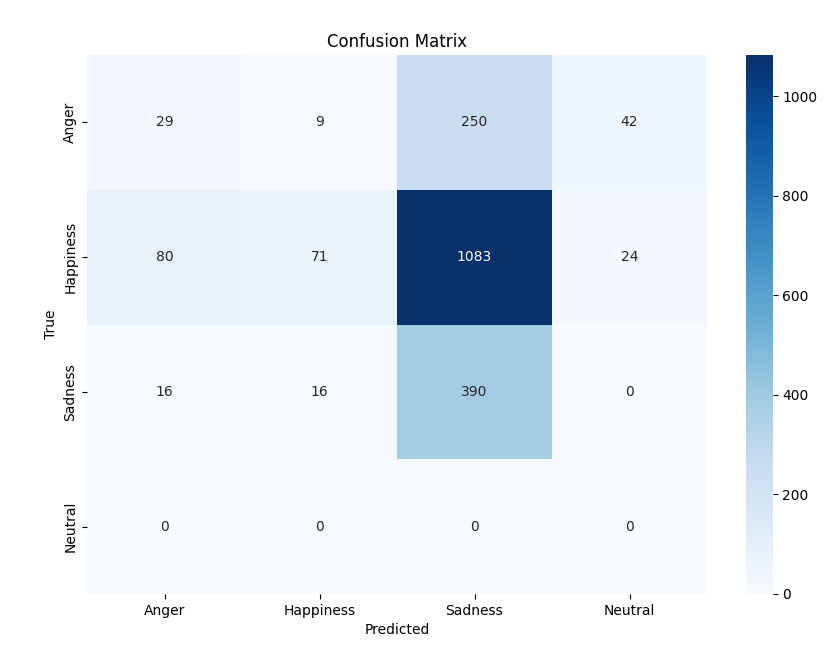 Confusion Matrix
Anger 29 9 250 42
Happiness 80 71 1083 24
Sadness 16 16 390 0
Neutral 0 0 0 0
Anger Happiness Sadness Neutral
Predicted
True
1000
800
600
400
200
0